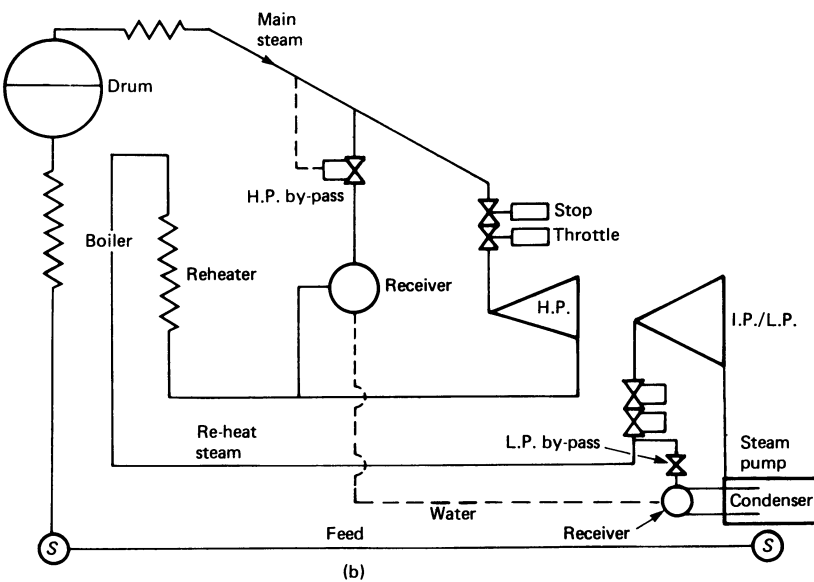 Main
steam
Drum
H.P. by-pass
Stop
Throttle
Boiler
Reheater
Receiver
H.P.
I.P./L.P.
Re-heat
steam
L.P. by-pass
Steam
pump
Condenser
Water
Receiver
Feed
S
S
(b)